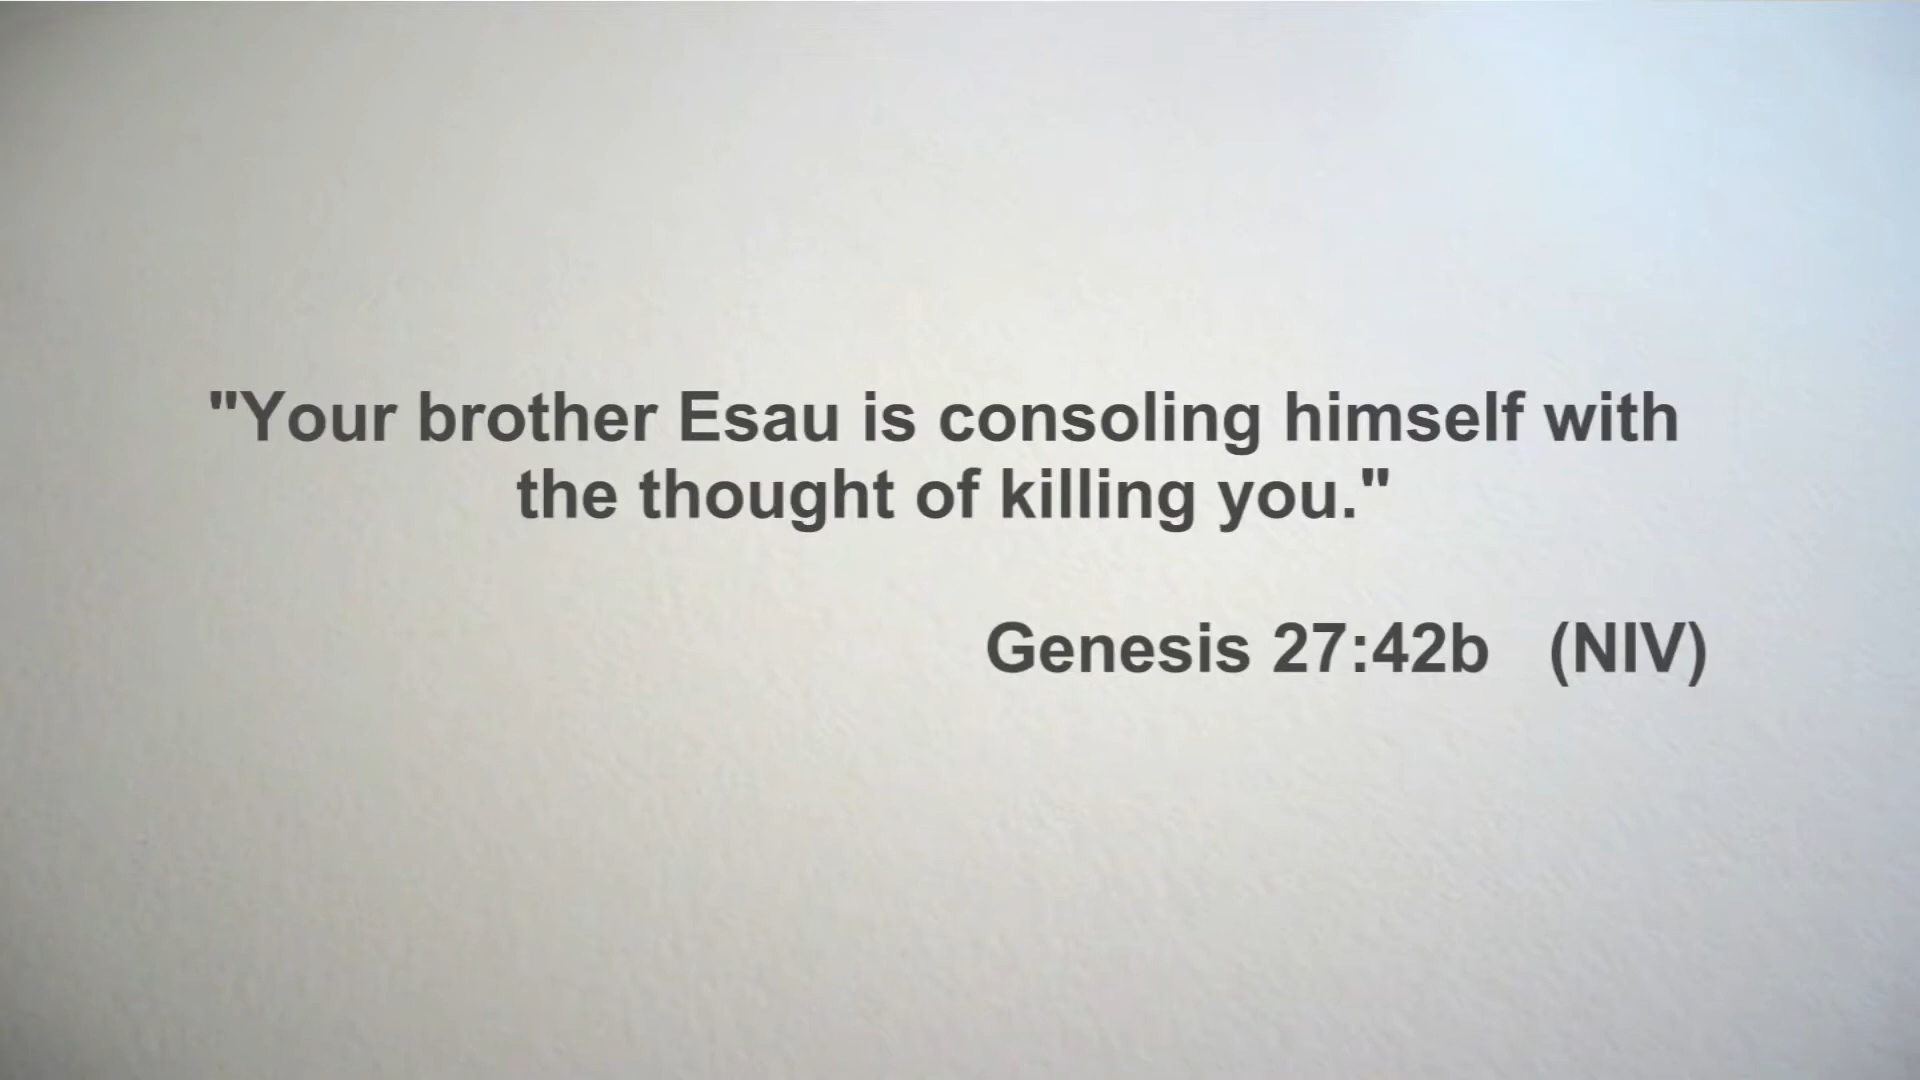 "Your brother Esau is consoling himself with
the thought of killing you."
Genesis 27:42b (NIV)